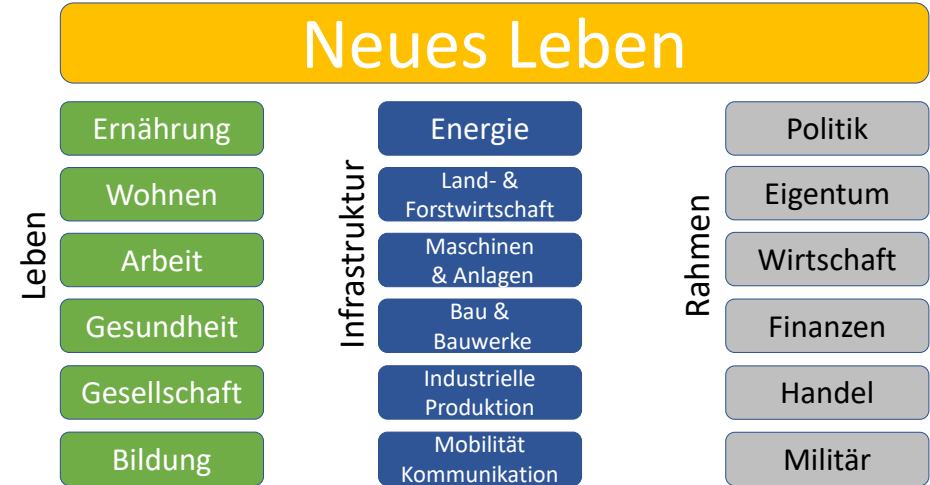 Neues Leben
Leben
Ernährung
Wohnen
Arbeit
Gesundheit
Gesellschaft
Bildung
Infrastruktur
Energie
Land- &
Forstwirtschaft
Maschinen
& Anlagen
Bau &
Bauwerke
Industrielle
Produktion
Mobilität
Kommunikation
Rahmen
Politik
Eigentum
Wirtschaft
Finanzen
Handel
Militär